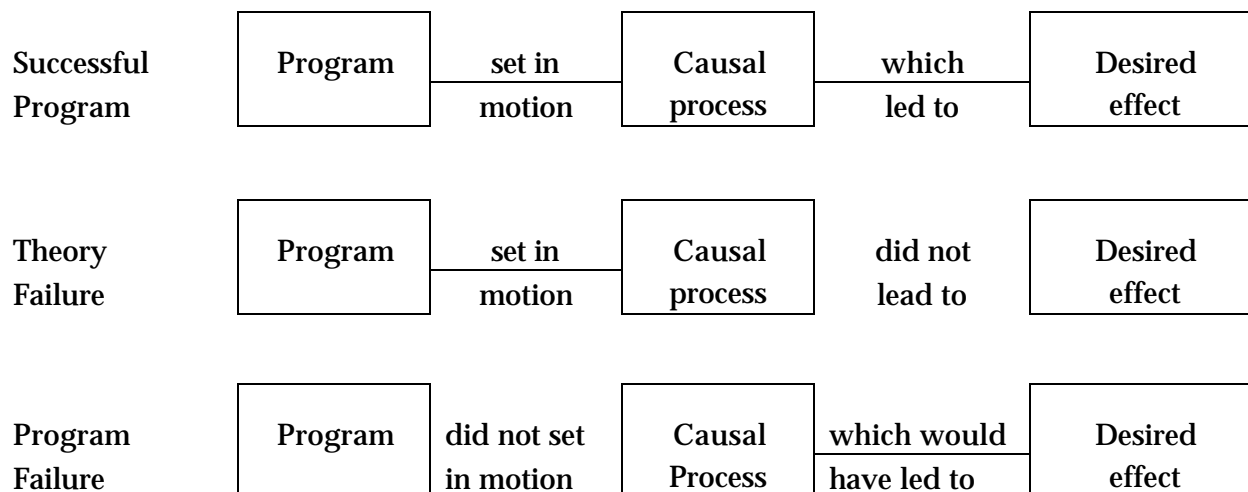 Successful Program set in Causal which Desired
Program motion process led to effect
Theory Program set in Causal did not Desired
Failure motion process lead to effect
Program Program did not set Causal which would Desired
Failure in motion Process have led to effect